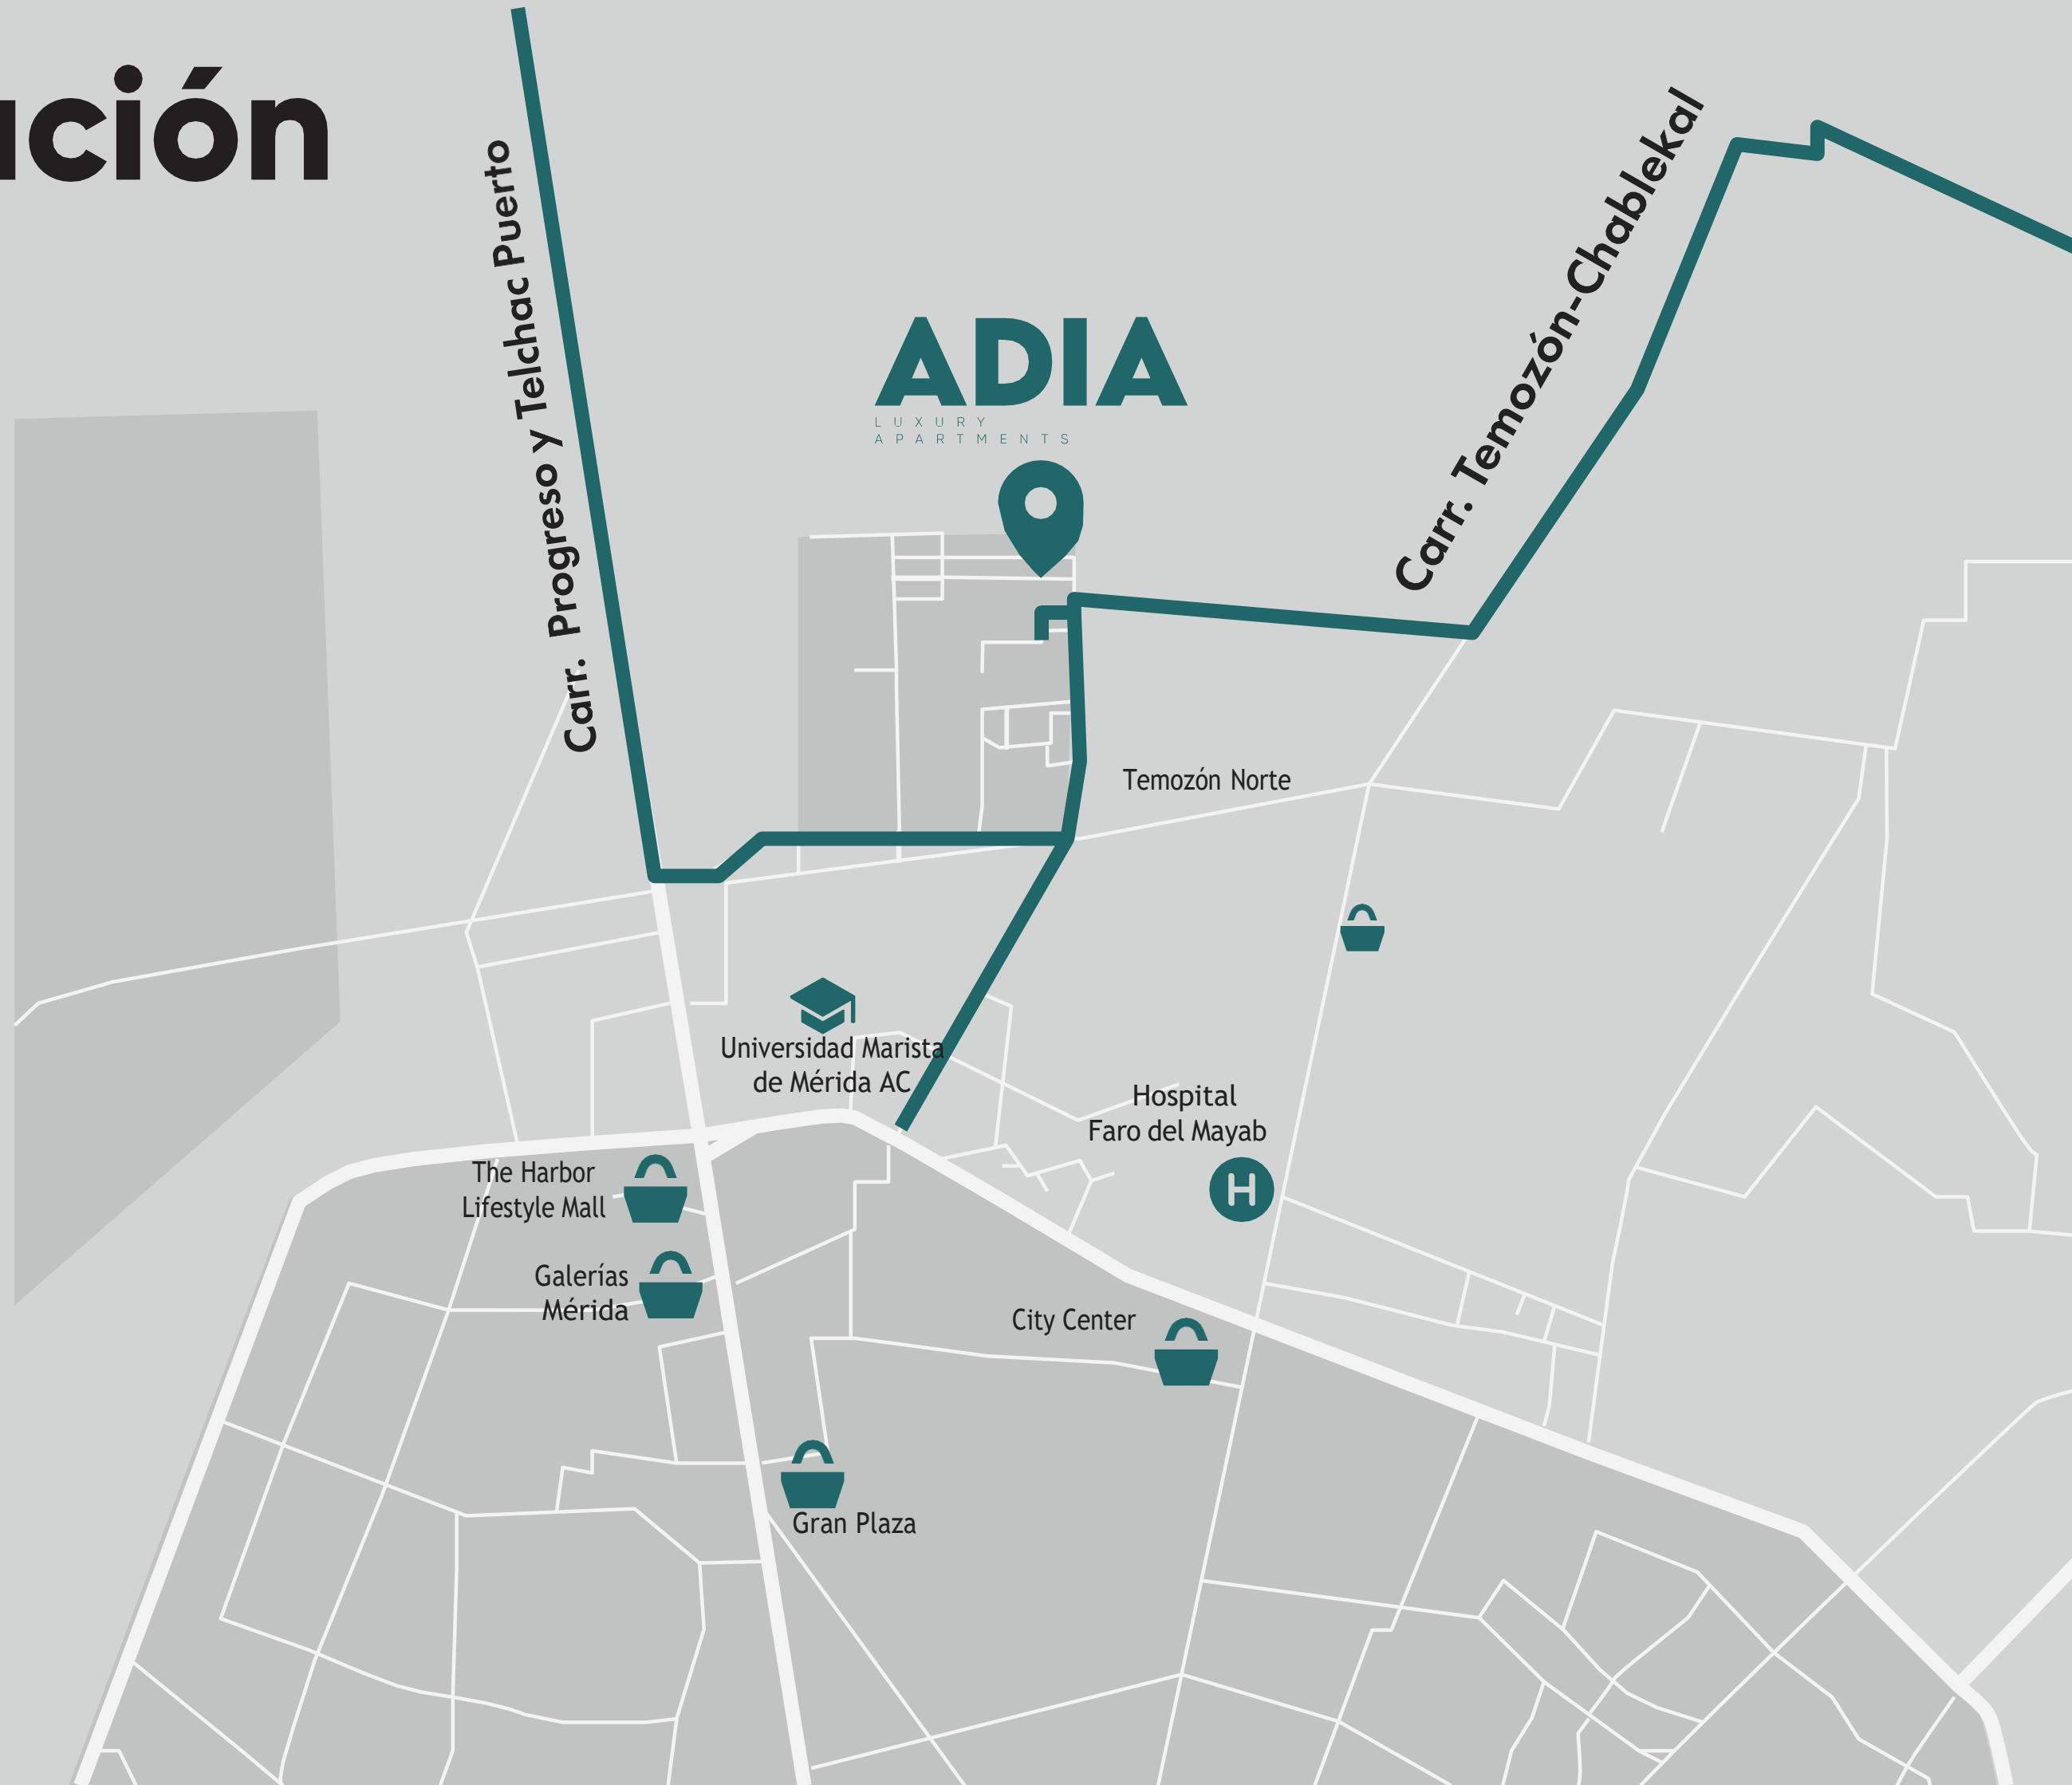 ación
Carr. Progreso y Telchac Puerto
Carr. Temozón-Chablekal
ADIA
LUXURY
APARTMENTS
Temozón Norte
Universidad Marista
de Mérida AC
Hospital
Faro del Mayab
H
The Harbor
Lifestyle Mall
Galerías
Mérida
City Center
Gran Plaza